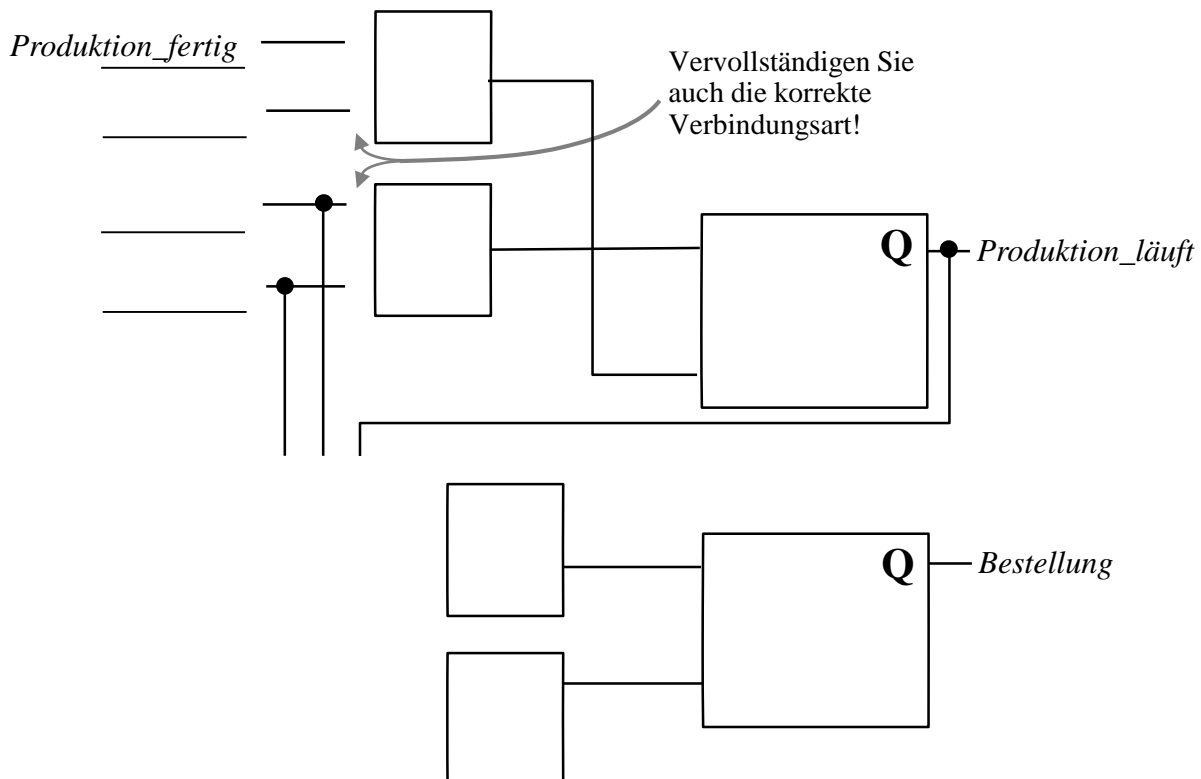 Produktion_fertig
Vervollständigen Sie
auch die korrekte
Verbindungsart!
Q
Produktion_läuft
Q
Bestellung